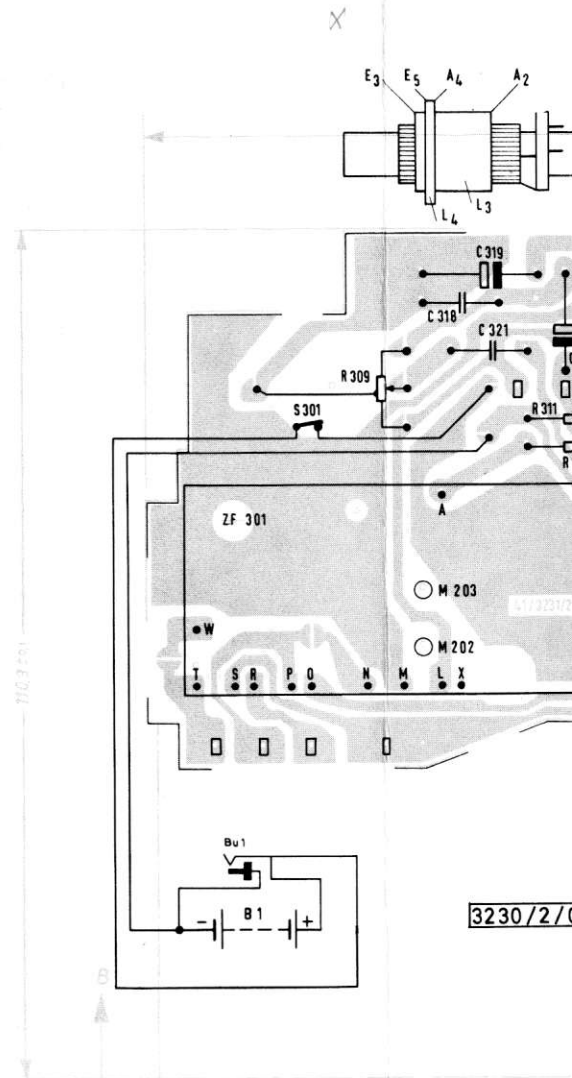 X
E3 E5 A4 A2
L4 L3
C 319
C 318
C 321
R 309
S 301
R 311
R
A
ZF 301
M 203
M 202
W
T S R P O N M L X
Bu 1
- B 1 +
3230/2/0
B